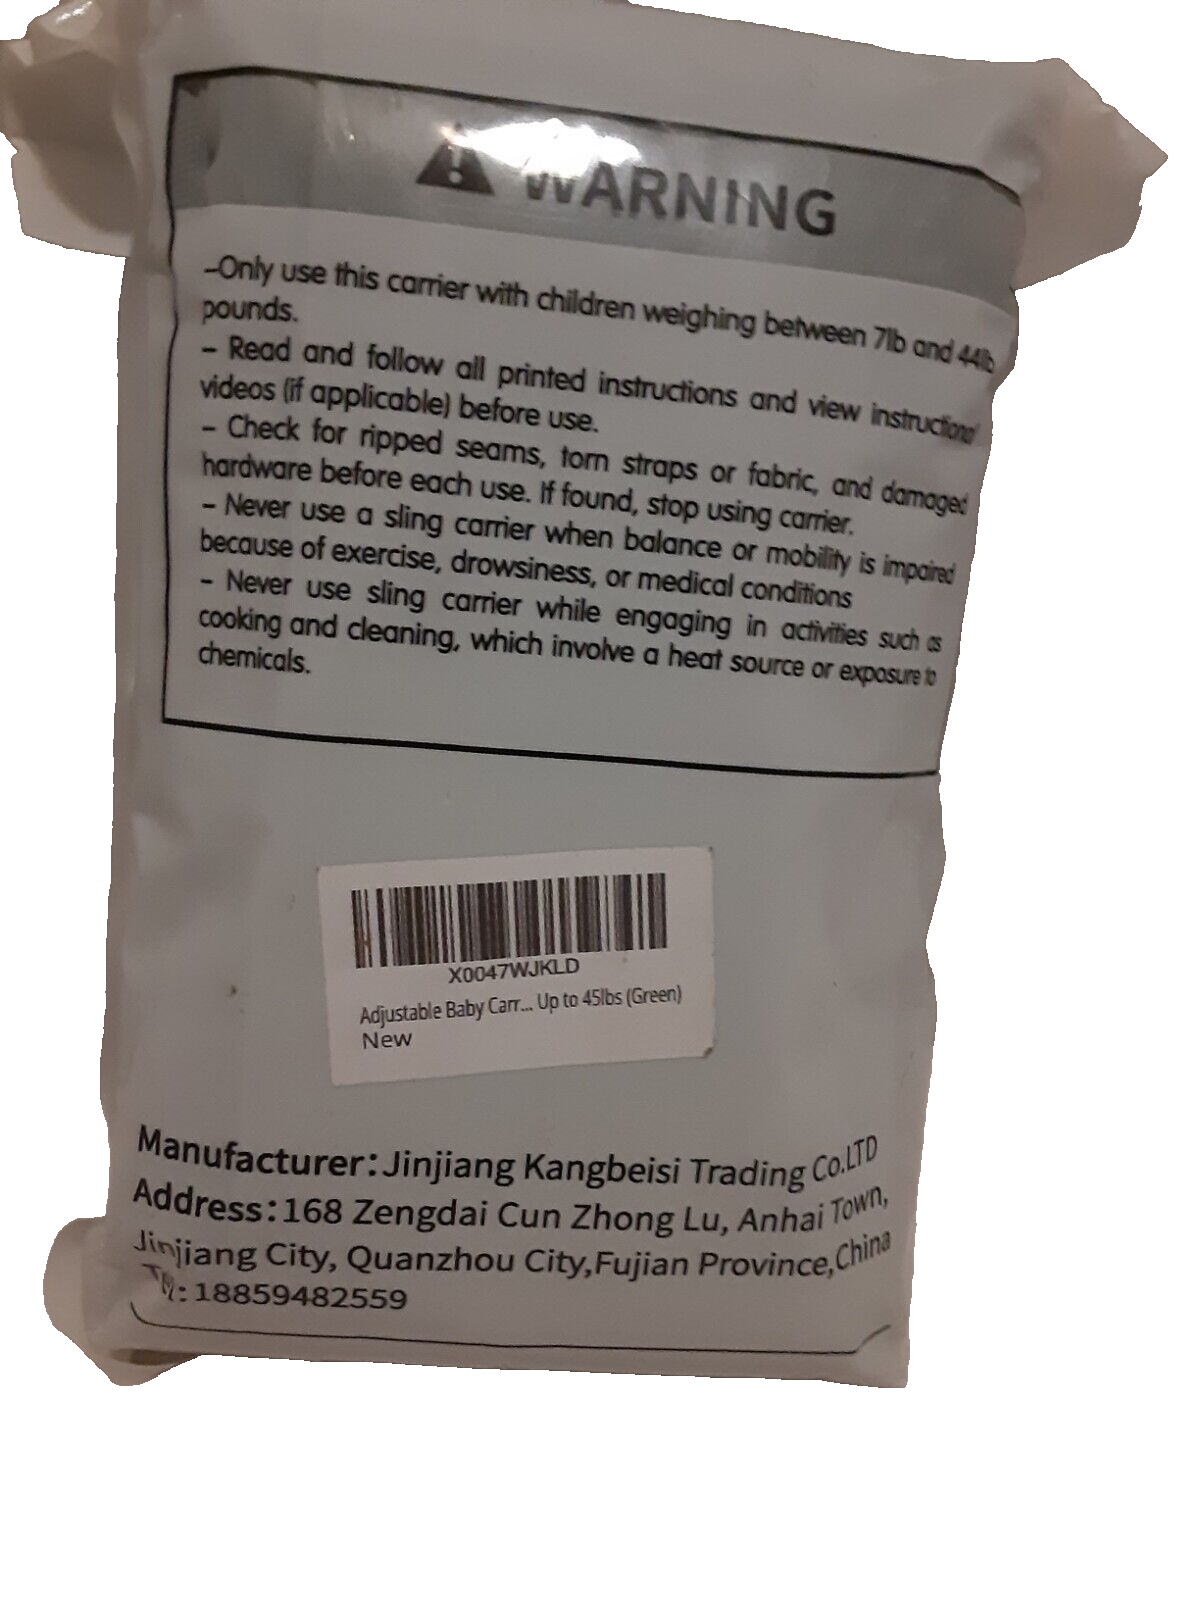 WARNING
-Only use this carrier with children weighing between 7lb and 44lb
pounds.
- Read and follow all printed instructions and view instructional
videos (if applicable) before use.
- Check for ripped seams, torn straps or fabric, and damaged
hardware before each use. If found, stop using carrier.
- Never use a sling carrier when balance or mobility is impaired
because of exercise, drowsiness, or medical conditions
- Never use sling carrier while engaging in activities such as
cooking and cleaning, which involve a heat source or exposure to
chemicals.
X0047WJKLD
Adjustable Baby Carr... Up to 45lbs (Green)
New
Manufacturer:Jinjiang Kangbeisi Trading Co.LTD
Address:168 Zengdai Cun Zhong Lu, Anhai Town,
Jinjiang City, Quanzhou City,Fujian Province,China
Tel:18859482559